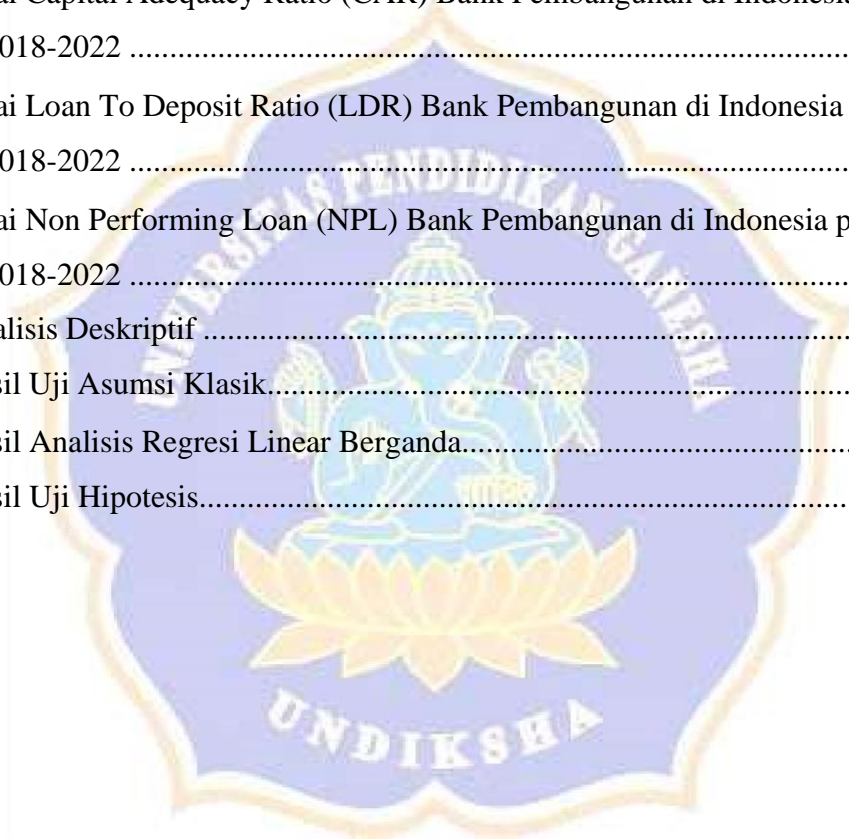 ai Capital Adequacy Ratio (CAR) Bank Pembangunan di Indonesia
018-2022 ........................................................................................
ai Loan To Deposit Ratio (LDR) Bank Pembangunan di Indonesia
018-2022 ........................................................................................
ai Non Performing Loan (NPL) Bank Pembangunan di Indonesia p
018-2022 ........................................................................................
alisis Deskriptif ................................................................................
sil Uji Asumsi Klasik.........................................................................
sil Analisis Regresi Linear Berganda................................................
sil Uji Hipotesis.................................................................................
UNIVERSITAS PENDIDIKAN GANESHA
UNDIKSHA